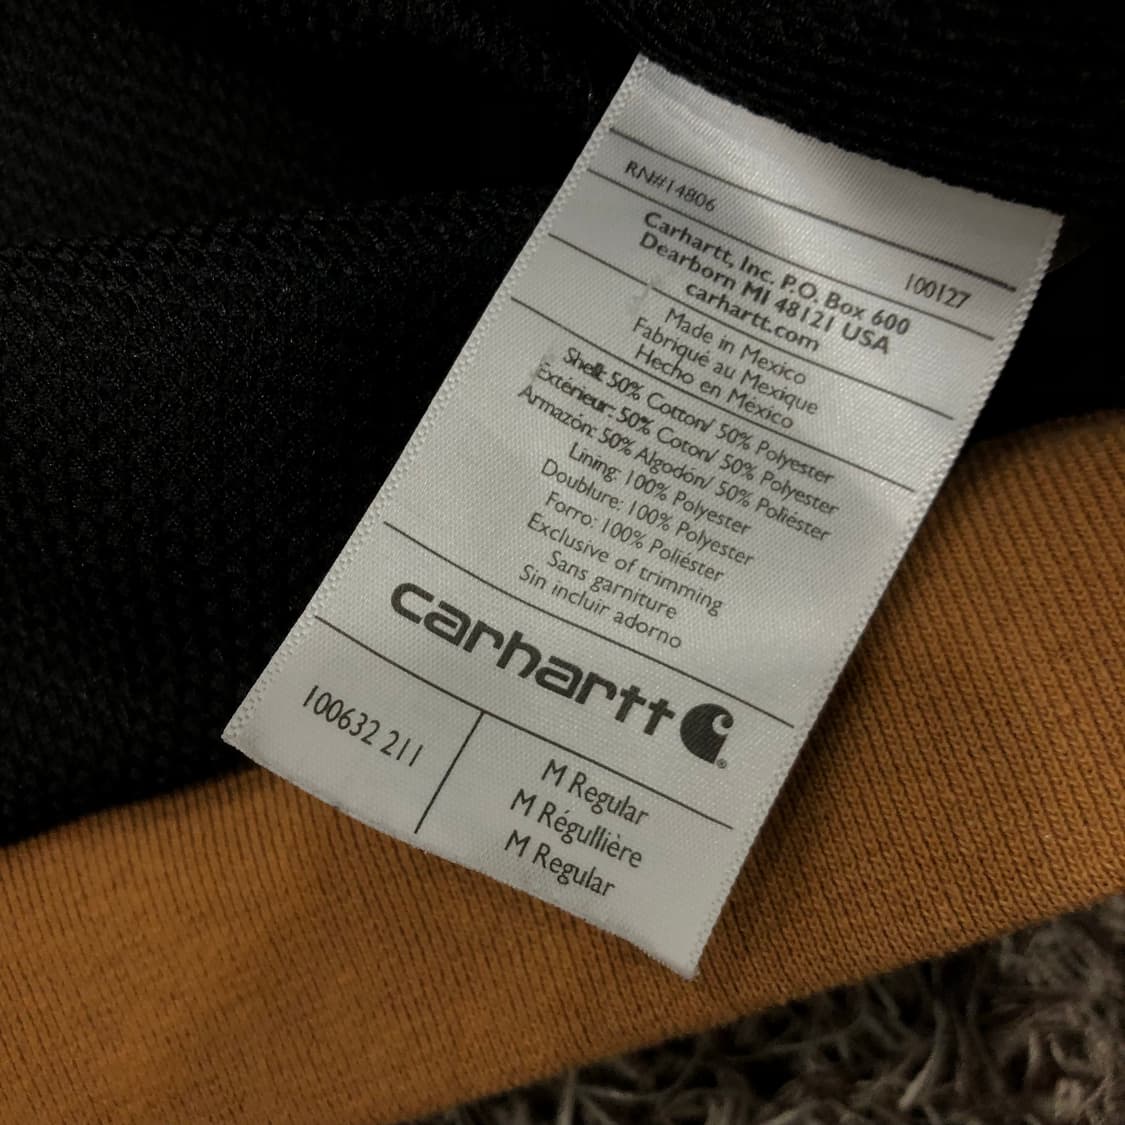 RN#14806
100127
Carhartt, Inc. P.O. Box 600
Dearborn MI 48121 USA
carhartt.com
Made in Mexico
Fabriqué au Mexique
Hecho en México
Shell: 50% Cotton/ 50% Polyester
Extérieur: 50% Coton/ 50% Polyester
Armazón: 50% Algodón/ 50% Poliéster
Lining: 100% Polyester
Doublure: 100% Polyester
Forro: 100% Poliéster
Exclusive of trimming
Sans garniture
Sin incluir adorno
carhartt
100632 211
M Regular
M Régullière
M Regular